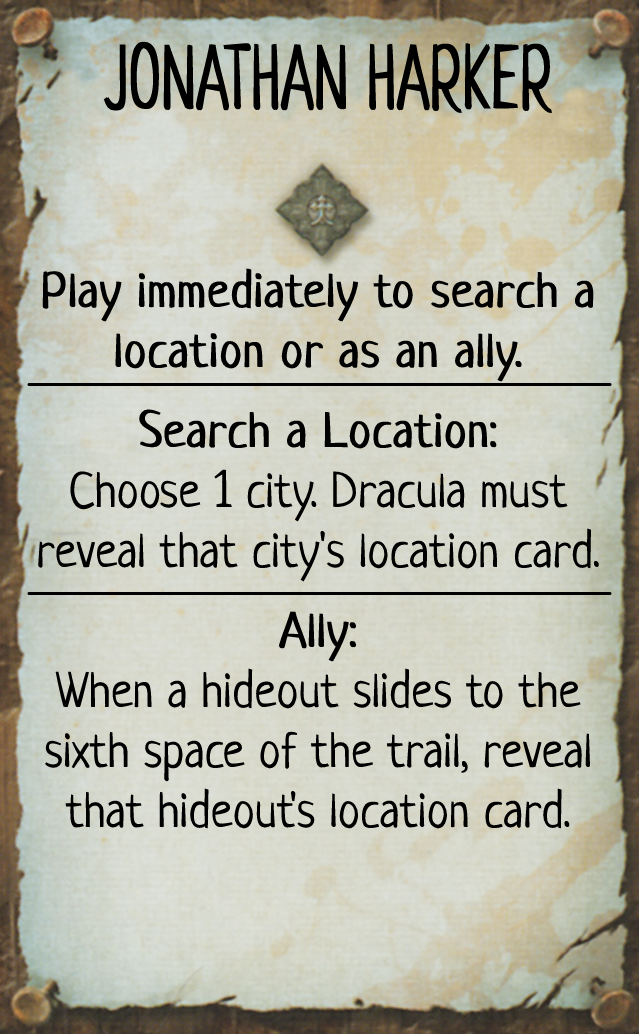 JONATHAN HARKER
Play immediately to search a
location or as an ally.
Search a Location:
Choose 1 city. Dracula must
reveal that city's location card.
Ally:
When a hideout slides to the
sixth space of the trail, reveal
that hideout's location card.